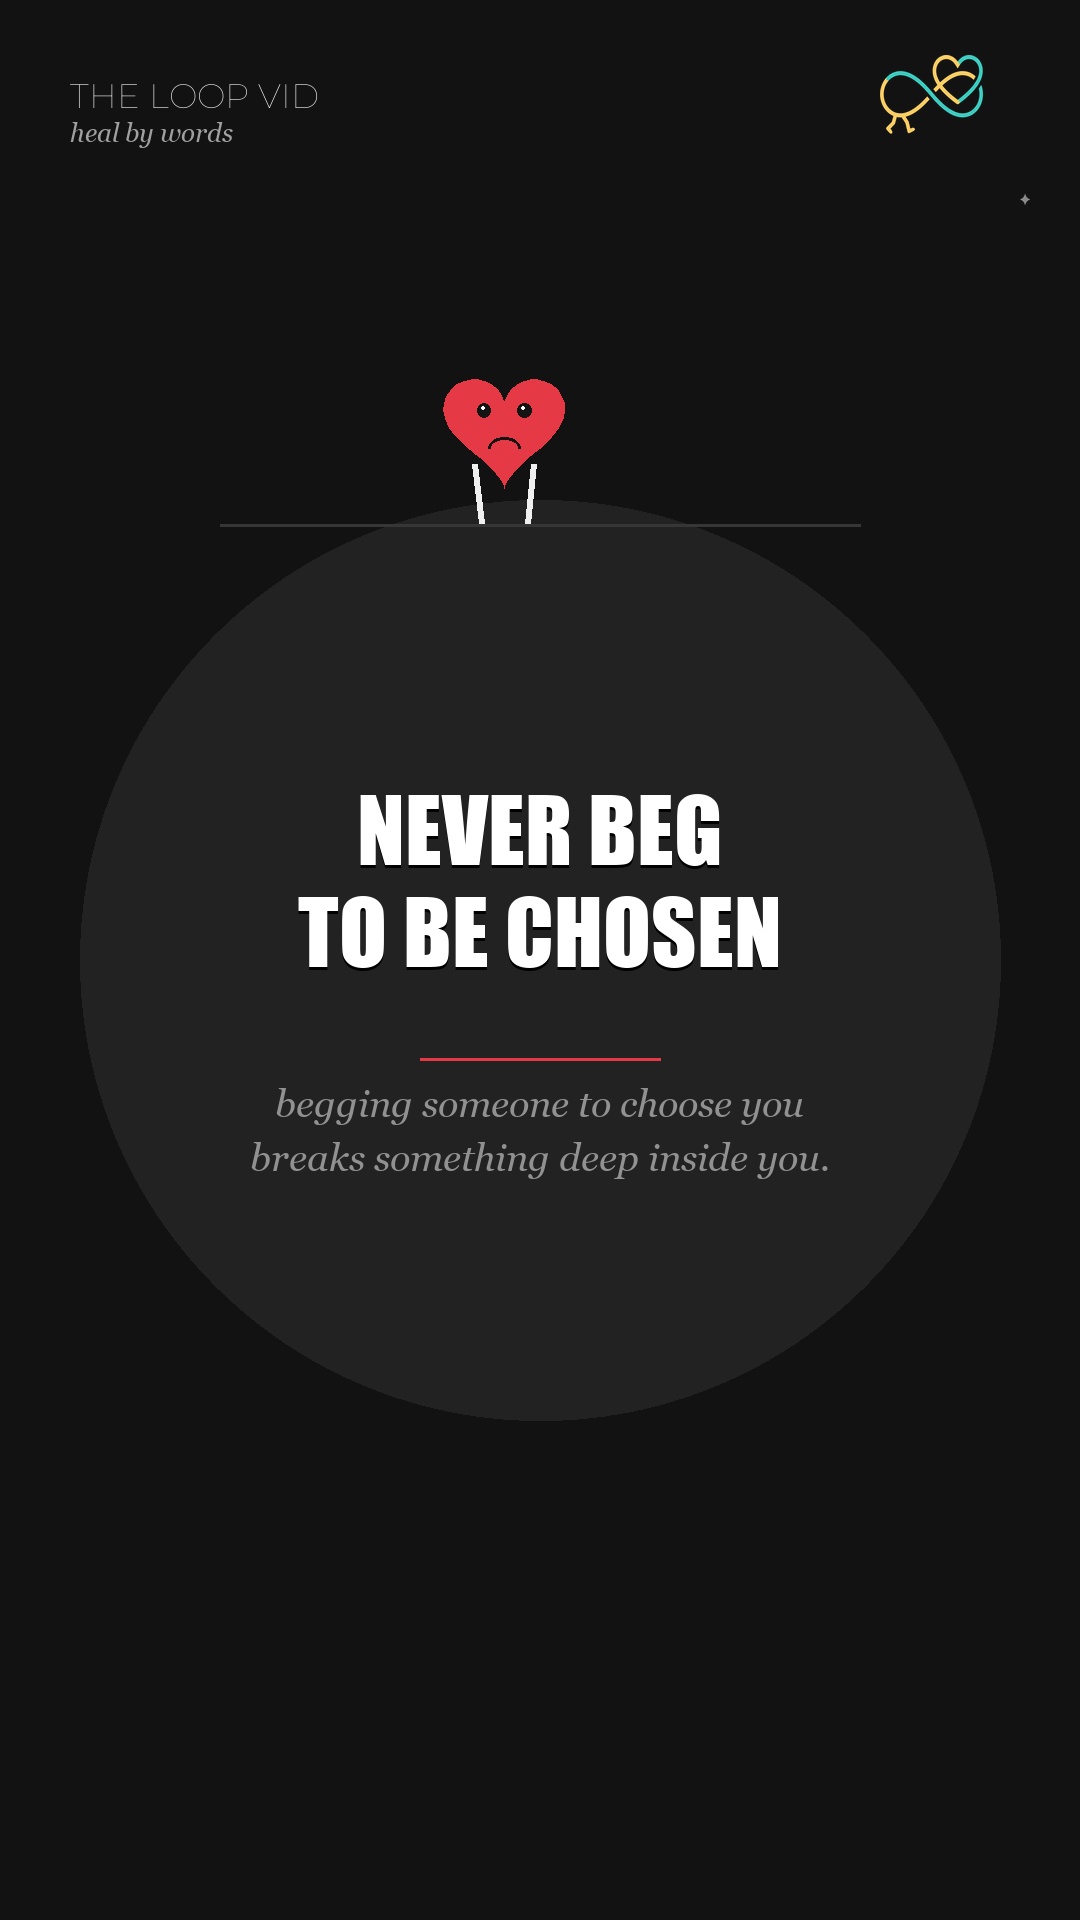 THE LOOP VID
heal by words
NEVER BEG
TO BE CHOSEN
begging someone to choose you
breaks something deep inside you.